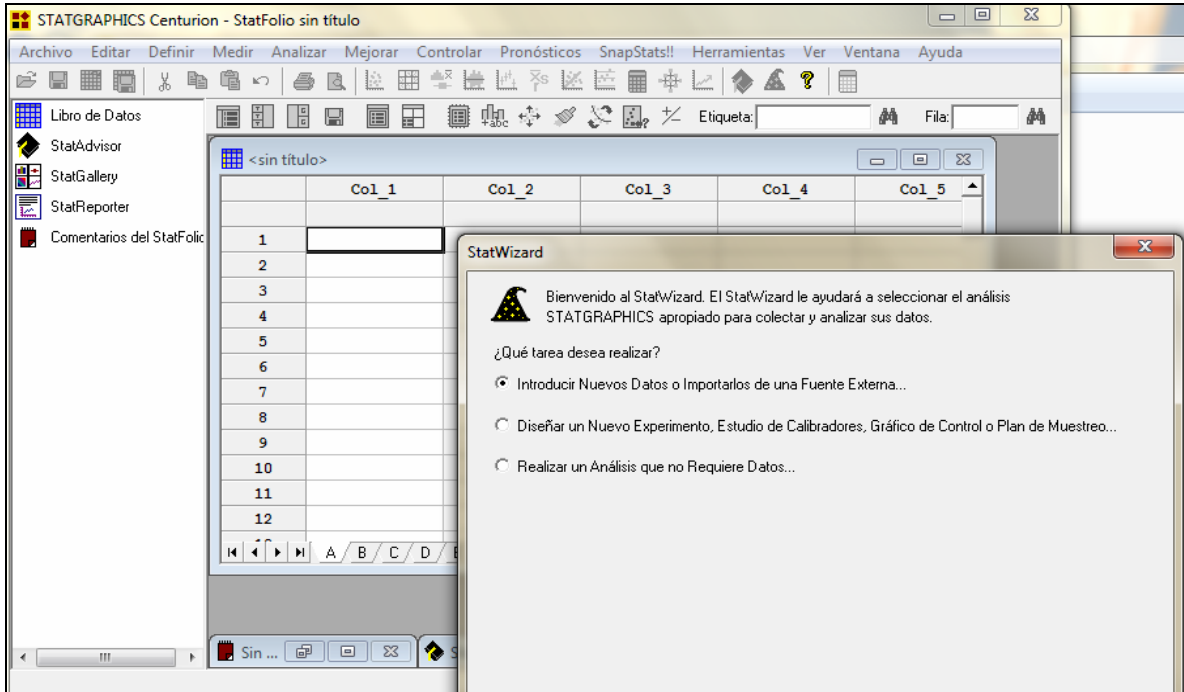 STATGRAPHICS Centurion - StatFolio sin título
Archivo Editar Definir Medir Analizar Mejorar Controlar Pronósticos SnapStats!! Herramientas Ver Ventana Ayuda
Etiqueta: Fila:
Libro de Datos
StatAdvisor
StatGallery
StatReporter
Comentarios del StatFolic
<sin título>
Col_1 Col_2 Col_3 Col_4 Col_5
1
2
3
4
5
6
7
8
9
10
11
12
A B C D
Sin ...
StatWizard
Bienvenido al StatWizard. El StatWizard le ayudará a seleccionar el análisis
STATGRAPHICS apropiado para colectar y analizar sus datos.
¿Qué tarea desea realizar?
Introducir Nuevos Datos o Importarlos de una Fuente Externa...
Diseñar un Nuevo Experimento, Estudio de Calibradores, Gráfico de Control o Plan de Muestreo...
Realizar un Análisis que no Requiere Datos...